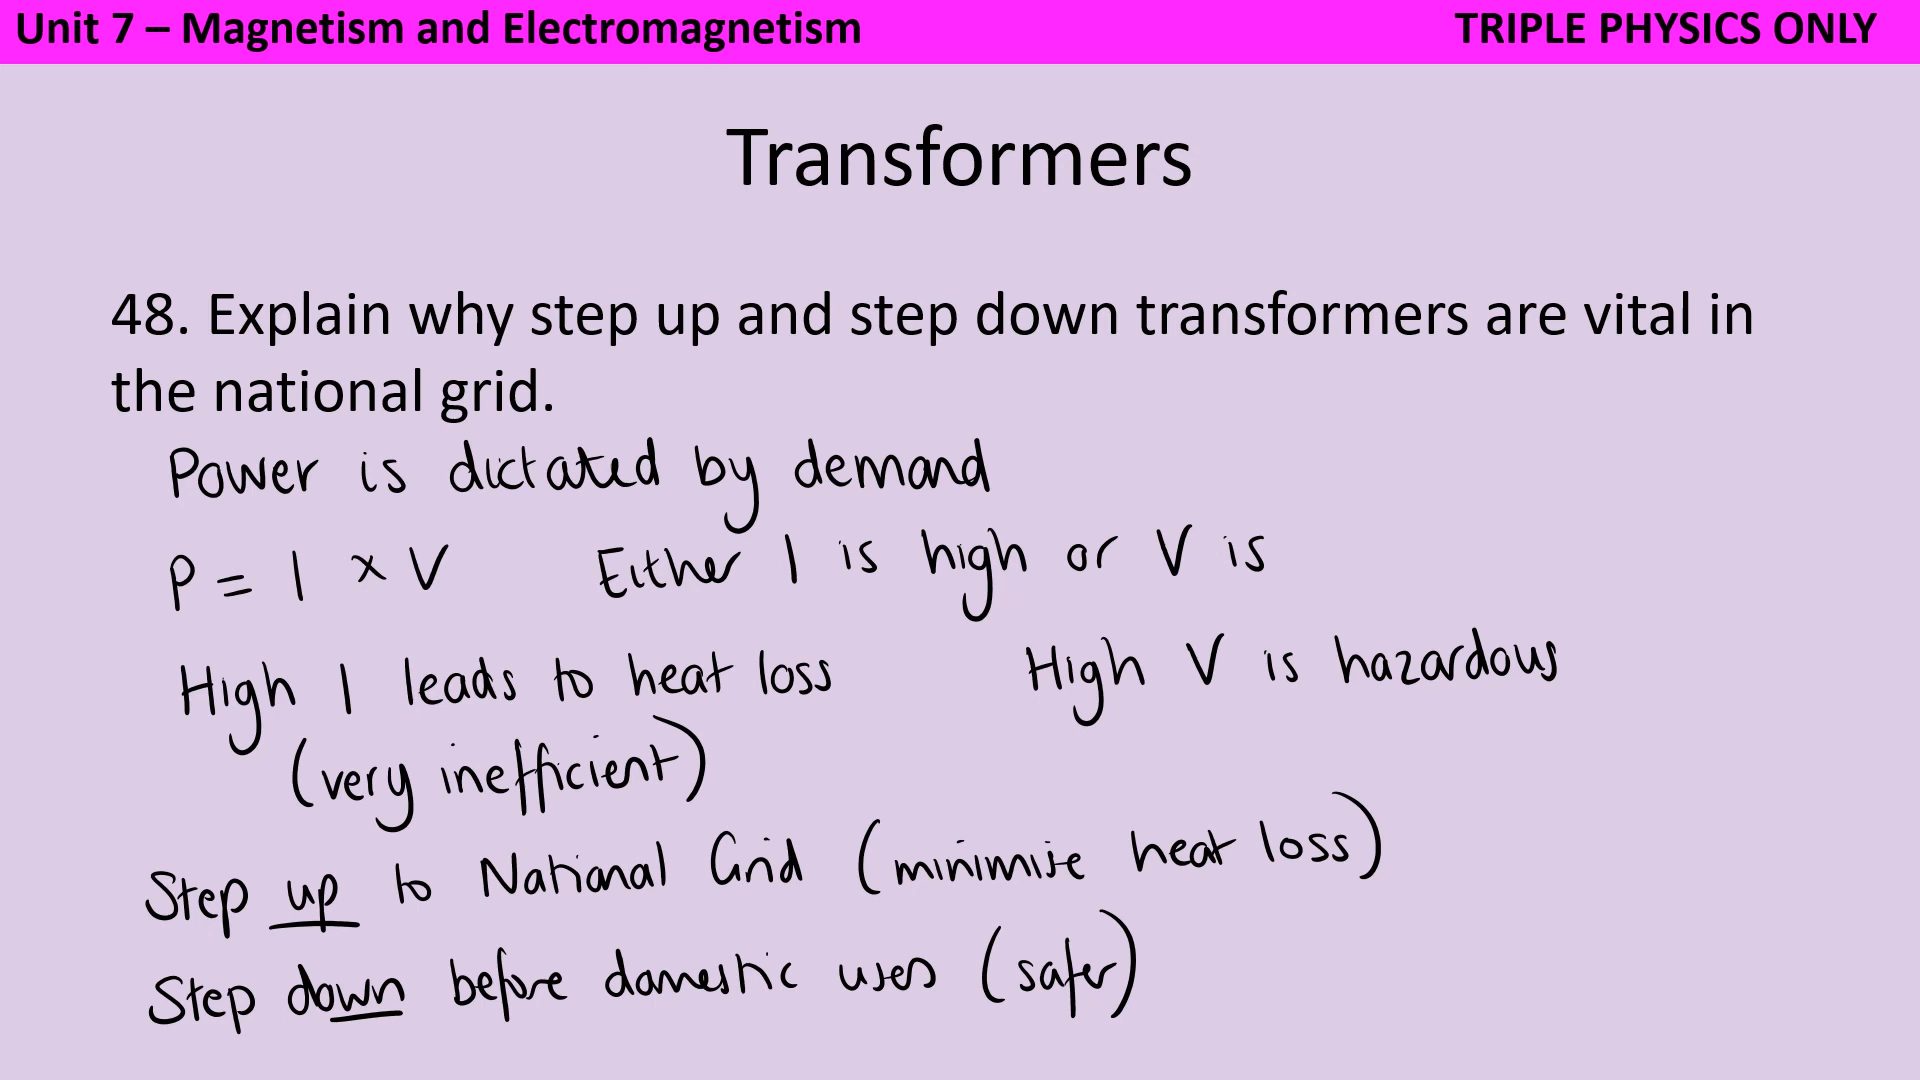 Unit 7 – Magnetism and Electromagnetism TRIPLE PHYSICS ONLY
Transformers
48. Explain why step up and step down transformers are vital in
the national grid.
Power is dictated by demand
P = I × V Either I is high or V is
High I leads to heat loss High V is hazardous
(very inefficient)
Step up to National Grid (minimise heat loss)
Step down before domestic uses (safer)